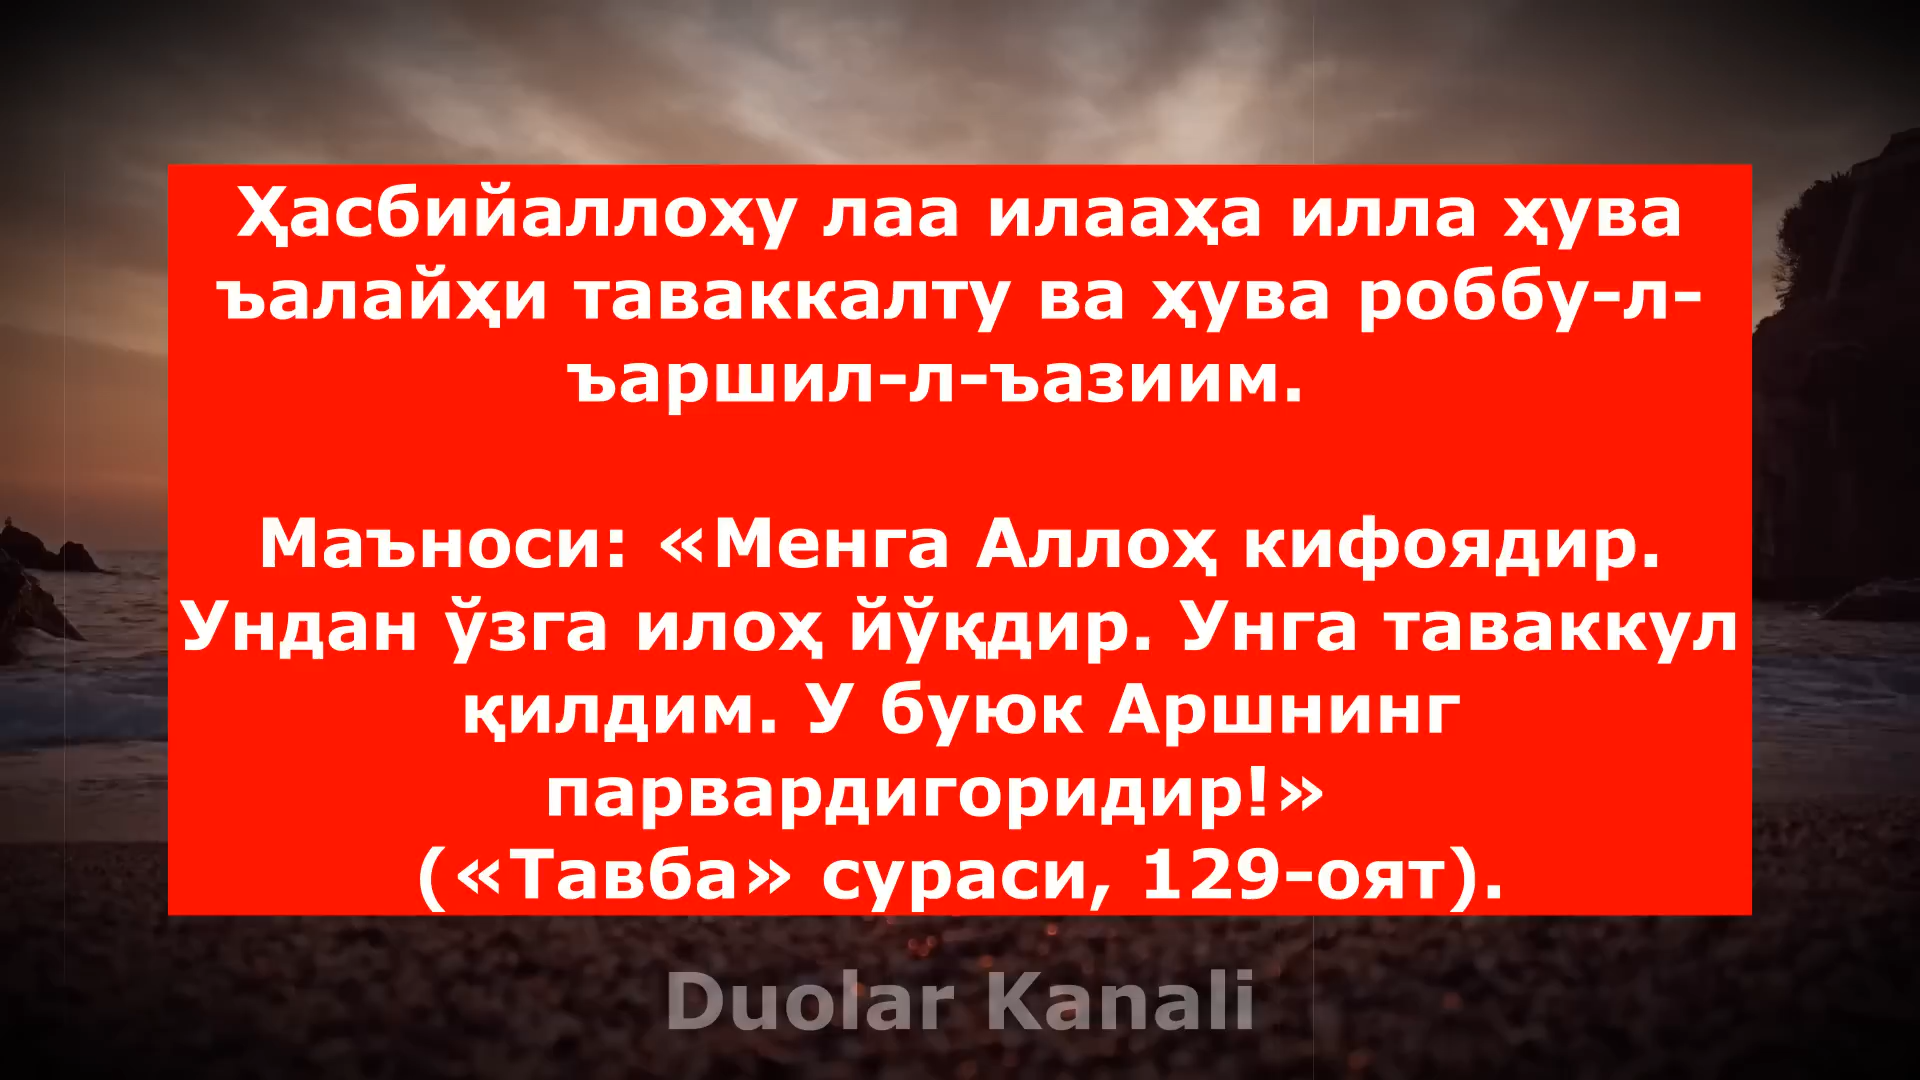 Ҳасбийаллоҳу лаа илааҳа илла ҳува
ъалайҳи таваккалту ва ҳува роббу-л-
ъаршил-л-ъазиим.
Маъноси: «Менга Аллоҳ кифоядир.
Ундан ўзга илоҳ йўқдир. Унга таваккул
қилдим. У буюк Аршнинг
парвардигоридир!»
(«Тавба» сураси, 129-оят).
Duolar Kanali